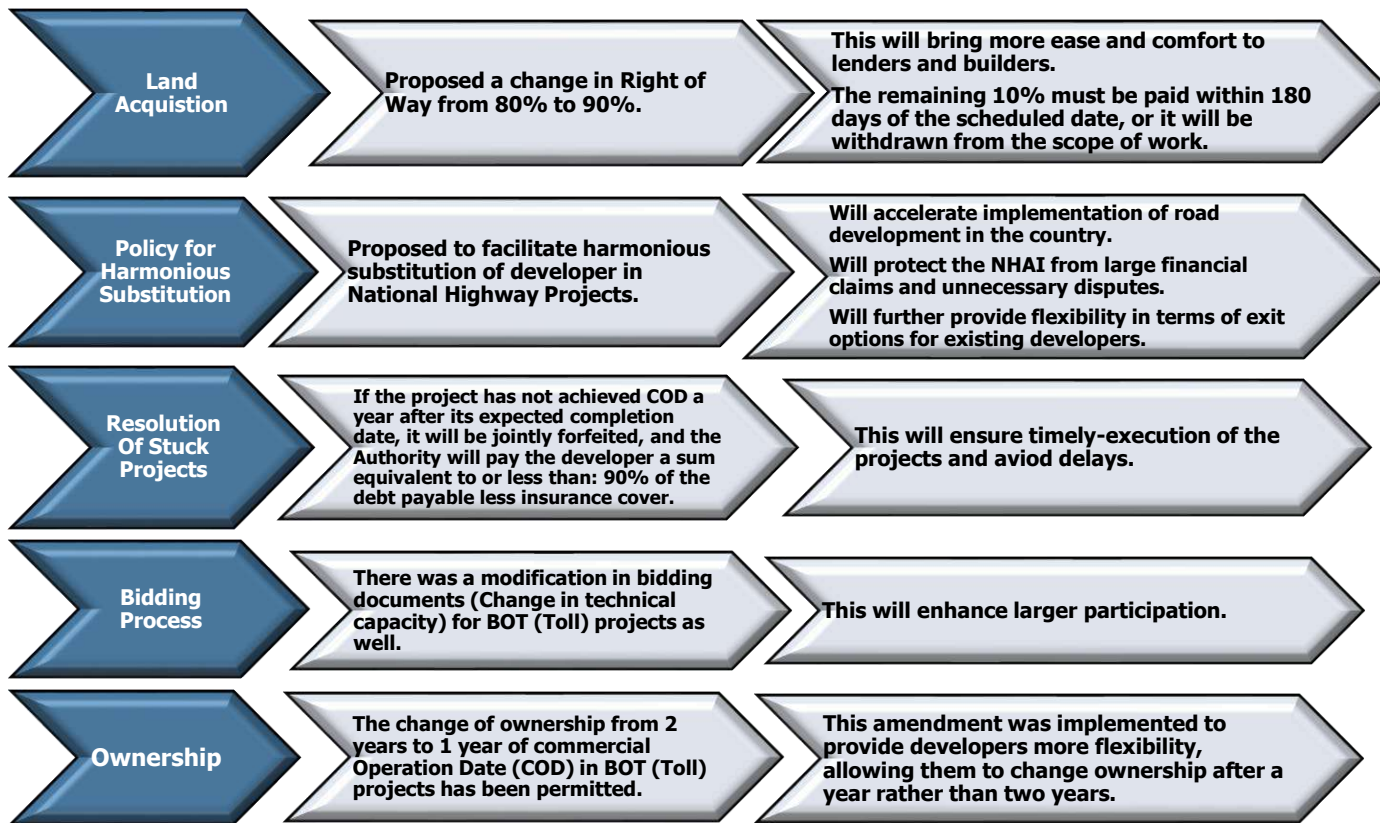 Land
Acquistion
Proposed a change in Right of
Way from 80% to 90%.
This will bring more ease and comfort to
lenders and builders.
The remaining 10% must be paid within 180
days of the scheduled date, or it will be
withdrawn from the scope of work.
Policy for
Harmonious
Substitution
Proposed to facilitate harmonious
substitution of developer in
National Highway Projects.
Will accelerate implementation of road
development in the country.
Will protect the NHAI from large financial
claims and unnecessary disputes.
Will further provide flexibility in terms of exit
options for existing developers.
Resolution
Of Stuck
Projects
If the project has not achieved COD a
year after its expected completion
date, it will be jointly forfeited, and the
Authority will pay the developer a sum
equivalent to or less than: 90% of the
debt payable less insurance cover.
This will ensure timely-execution of the
projects and aviod delays.
Bidding
Process
There was a modification in bidding
documents (Change in technical
capacity) for BOT (Toll) projects as
well.
This will enhance larger participation.
Ownership
The change of ownership from 2
years to 1 year of commercial
Operation Date (COD) in BOT (Toll)
projects has been permitted.
This amendment was implemented to
provide developers more flexibility,
allowing them to change ownership after a
year rather than two years.